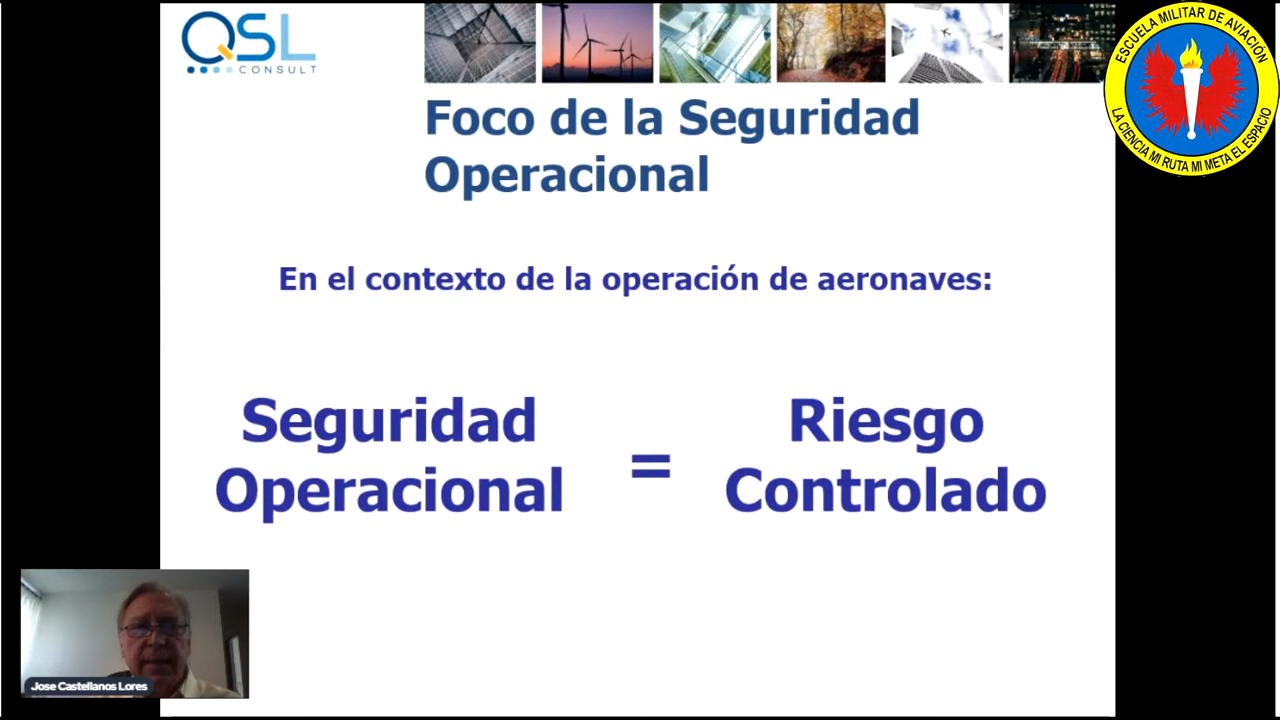 QSL
CONSULT
ESCUELA MILITAR DE AVIACIÓN
LA CIENCIA MI RUTA MI META EL ESPACIO
Foco de la Seguridad
Operacional
En el contexto de la operación de aeronaves:
Seguridad
Operacional
=
Riesgo
Controlado
Jose Castellanos Lores